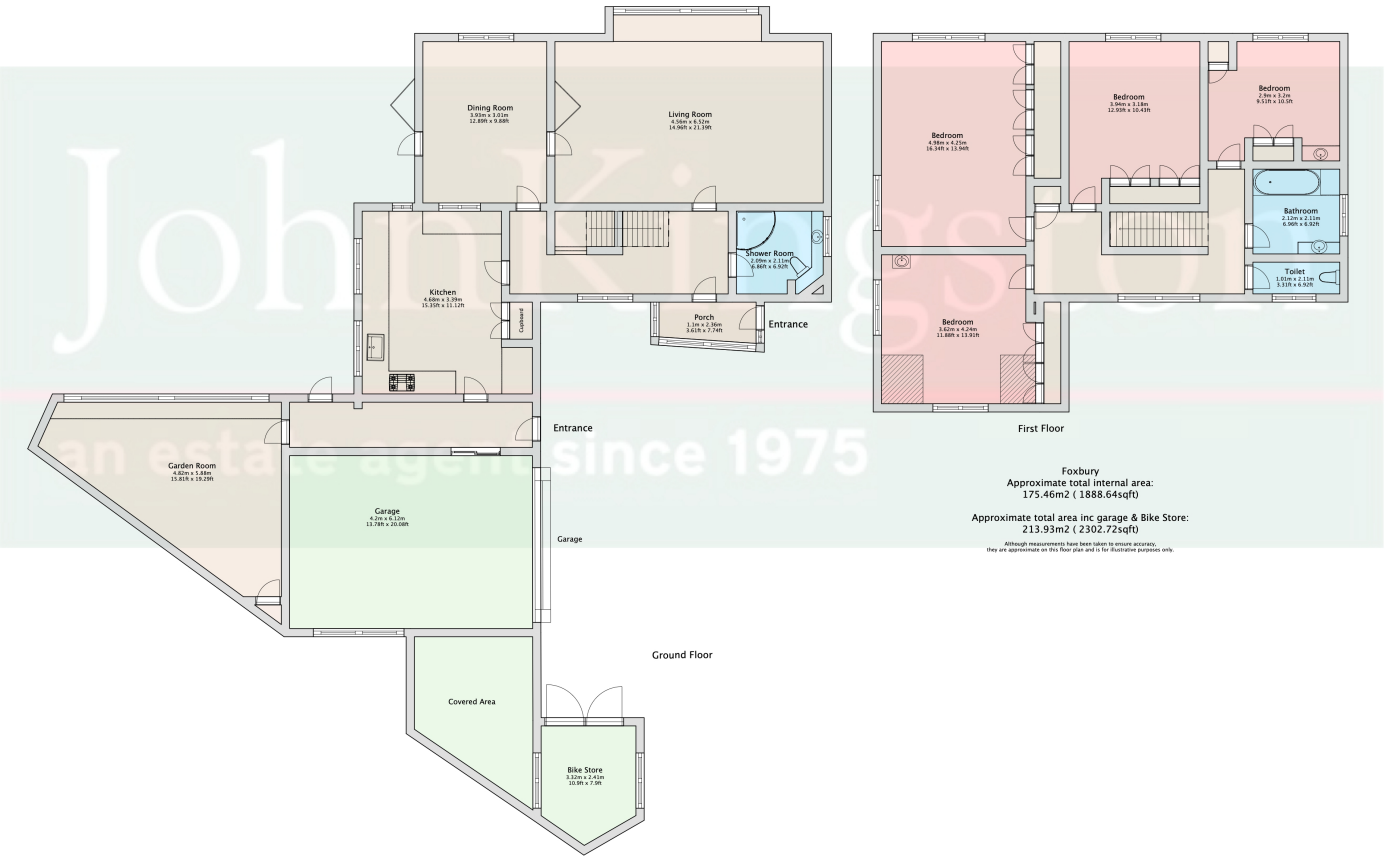 John Kingston
an estate agent since 1975
Dining Room
3.93m x 3.01m
12.89ft x 9.88ft
Living Room
4.56m x 6.52m
14.96ft x 21.39ft
Kitchen
4.68m x 3.39m
15.35ft x 11.12ft
Cupboard
Shower Room
2.09m x 2.11m
6.86ft x 6.92ft
Porch
1.1m x 2.36m
3.61ft x 7.74ft
Entrance
Entrance
Garden Room
4.82m x 5.88m
15.81ft x 19.29ft
Garage
4.2m x 6.12m
13.78ft x 20.08ft
Garage
Ground Floor
Covered Area
Bike Store
3.32m x 2.41m
10.9ft x 7.9ft
Bedroom
4.98m x 4.25m
16.34ft x 13.94ft
Bedroom
3.94m x 3.18m
12.93ft x 10.43ft
Bedroom
2.9m x 3.2m
9.51ft x 10.5ft
Bathroom
2.12m x 2.11m
6.96ft x 6.92ft
Toilet
1.01m x 2.11m
3.31ft x 6.92ft
Bedroom
3.62m x 4.24m
11.88ft x 13.91ft
First Floor
Foxbury
Approximate total internal area:
175.46m2 ( 1888.64sqft)
Approximate total area inc garage & Bike Store:
213.93m2 ( 2302.72sqft)
Although measurements have been taken to ensure accuracy,
they are approximate on this floor plan and is for illustrative purposes only.